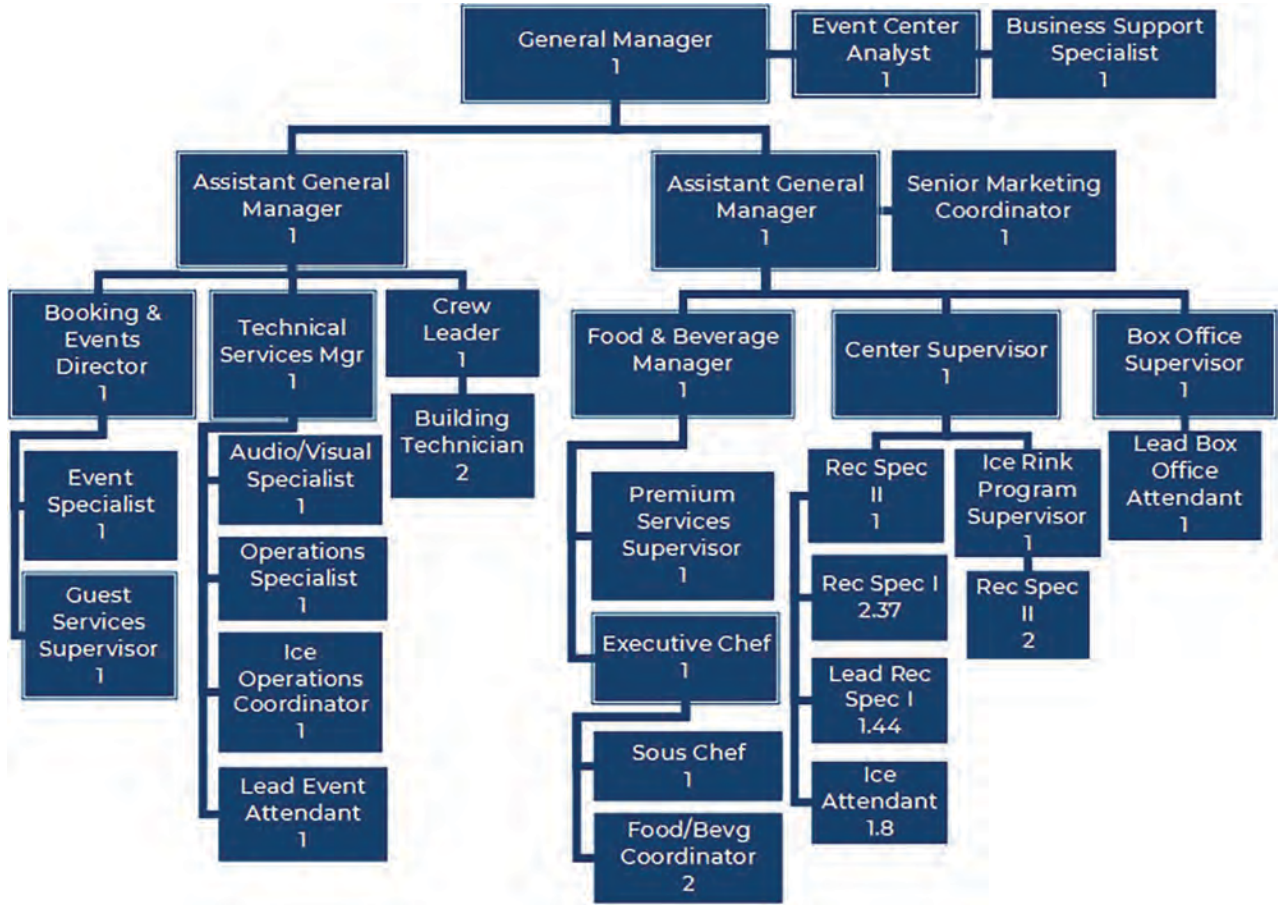 General Manager
1
Event Center
Analyst
1
Business Support
Specialist
1
Assistant General
Manager
1
Assistant General
Manager
1
Senior Marketing
Coordinator
1
Booking &
Events
Director
1
Technical
Services Mgr
1
Crew
Leader
1
Food & Beverage
Manager
1
Center Supervisor
1
Box Office
Supervisor
1
Event
Specialist
1
Guest
Services
Supervisor
1
Audio/Visual
Specialist
1
Operations
Specialist
1
Ice
Operations
Coordinator
1
Lead Event
Attendant
1
Building
Technician
2
Premium
Services
Supervisor
1
Executive Chef
1
Sous Chef
1
Food/Bevg
Coordinator
2
Rec Spec
II
1
Rec Spec I
2.37
Lead Rec
Spec I
1.44
Ice
Attendant
1.8
Ice Rink
Program
Supervisor
1
Rec Spec
II
2
Lead Box
Office
Attendant
1